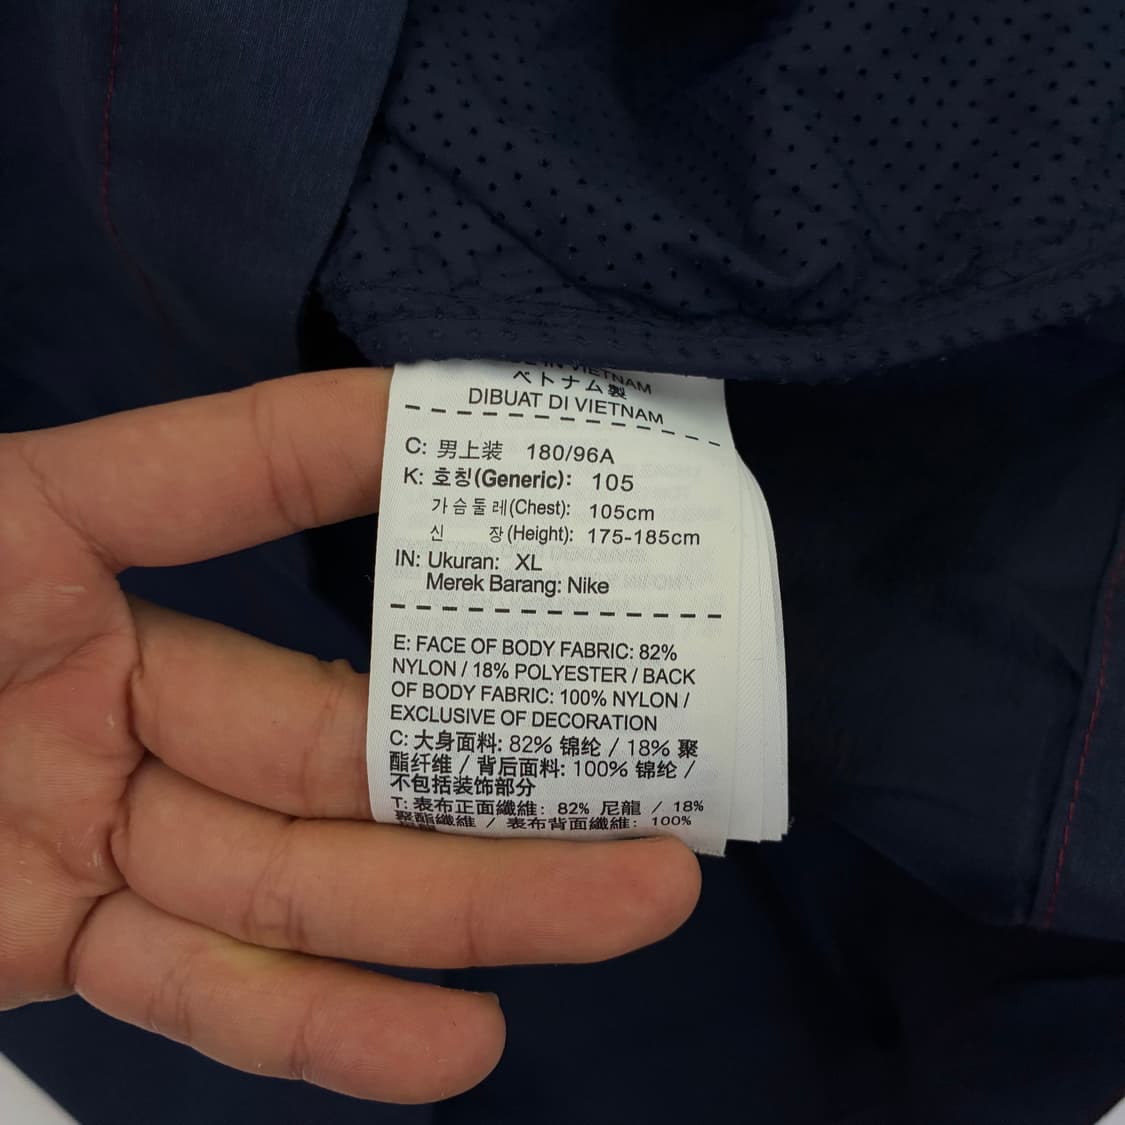 IN VIETNAM
ベトナム製
DIBUAT DI VIETNAM
C: 男上装 180/96A
K: 호칭(Generic): 105
가슴둘레(Chest): 105cm
신 장(Height): 175-185cm
IN: Ukuran: XL
Merek Barang: Nike
E: FACE OF BODY FABRIC: 82%
NYLON / 18% POLYESTER / BACK
OF BODY FABRIC: 100% NYLON /
EXCLUSIVE OF DECORATION
C: 大身面料: 82% 锦纶 / 18% 聚
酯纤维 / 背后面料: 100% 锦纶 /
不包括装饰部分
T: 表布正面纖維: 82% 尼龍 / 18%
聚酯纖維 / 表布背面纖維: 100%